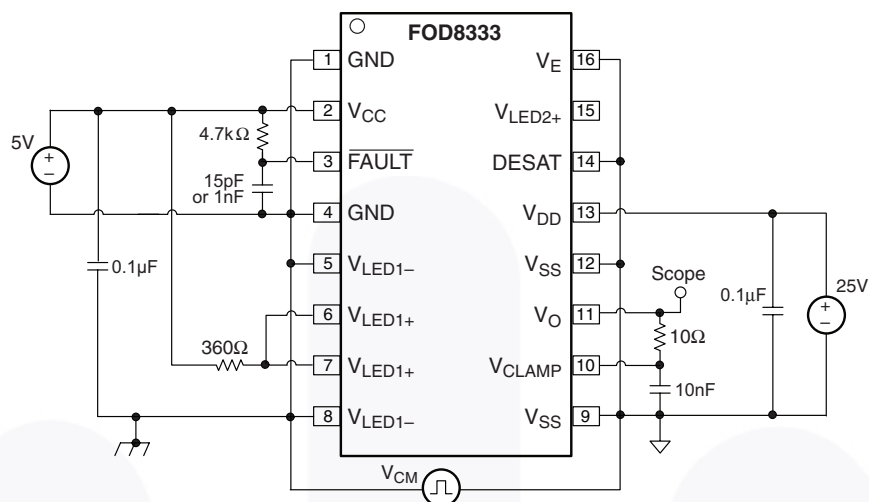 FOD8333
1 GND
VE 16
2 VCC
VLED2+ 15
4.7kΩ
5V
+
–
3 FAULT
DESAT 14
15pF
or 1nF
4 GND
VDD 13
0.1µF
5 VLED1–
VSS 12
Scope
0.1µF
25V
+
–
6 VLED1+
VO 11
10Ω
360Ω
7 VLED1+
VCLAMP 10
10nF
8 VLED1–
VSS 9
VCM